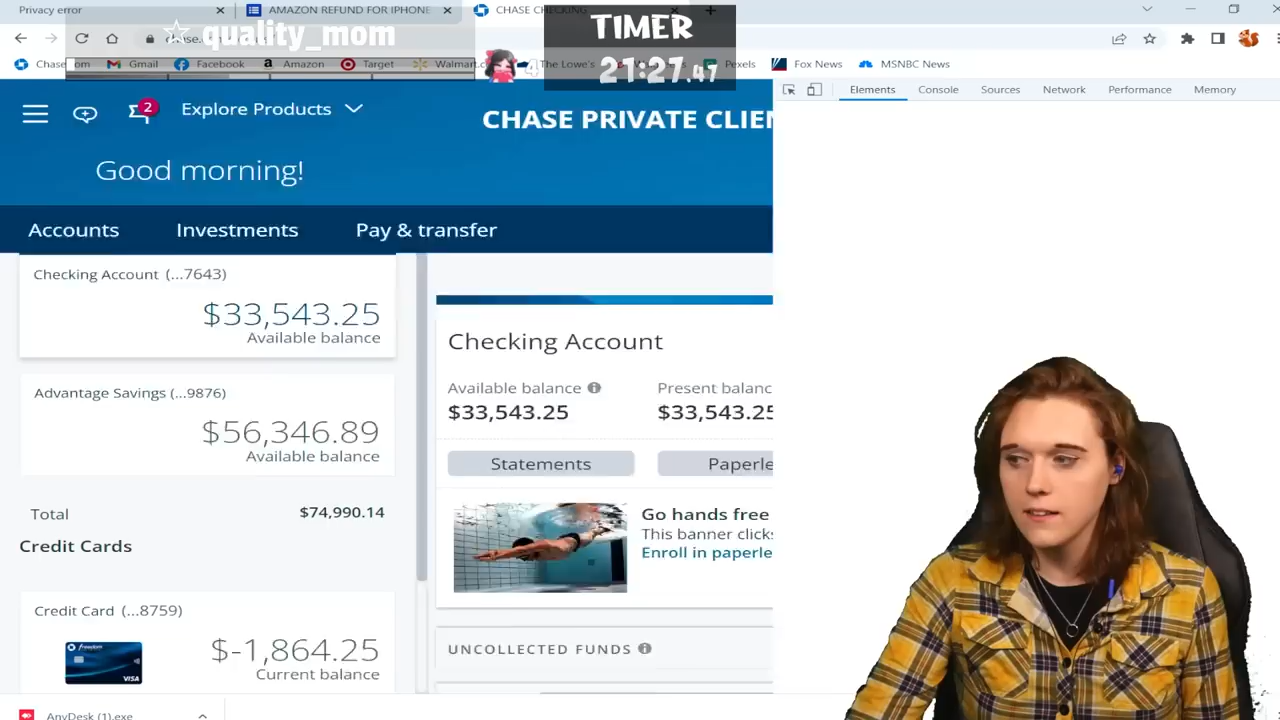 Privacy error
AMAZON REFUND FOR IPHONE
CHASE CHECKING
TIMER
21:27.47
☆ quality_mom
Gmail
Facebook
Amazon
Target
Walmart
The Lowe's
Pexels
Fox News
MSNBC News
Elements
Console
Sources
Network
Performance
Memory
2
Explore Products
CHASE PRIVATE CLIEN
Good morning!
Accounts
Investments
Pay & transfer
Checking Account (...7643)
$33,543.25
Available balance
Advantage Savings (...9876)
$56,346.89
Available balance
Total
$74,990.14
Credit Cards
Credit Card (...8759)
freedom
VISA
$-1,864.25
Current balance
Checking Account
Available balance
$33,543.25
Present balanc
$33,543.25
Statements
Paperle
Go hands free
This banner clicks
Enroll in paperle
UNCOLLECTED FUNDS
AnyDesk (1).exe